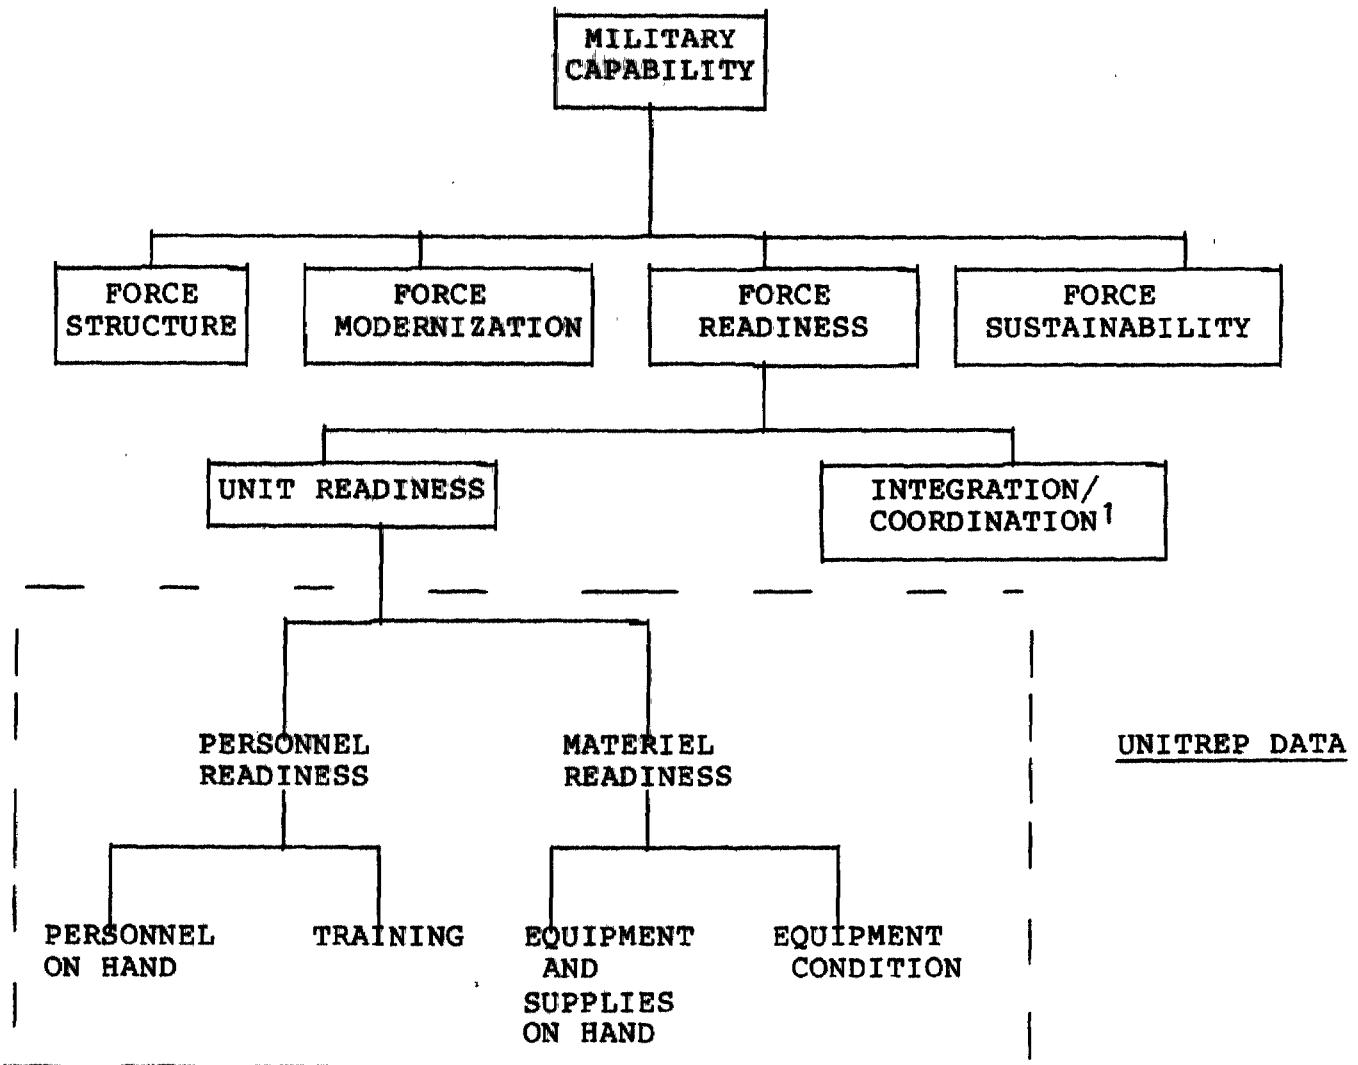 MILITARY
CAPABILITY
FORCE
STRUCTURE
FORCE
MODERNIZATION
FORCE
READINESS
FORCE
SUSTAINABILITY
UNIT READINESS
INTEGRATION/
COORDINATION1
PERSONNEL
READINESS
MATERIEL
READINESS
UNITREP DATA
PERSONNEL
ON HAND
TRAINING
EQUIPMENT
AND
SUPPLIES
ON HAND
EQUIPMENT
CONDITION